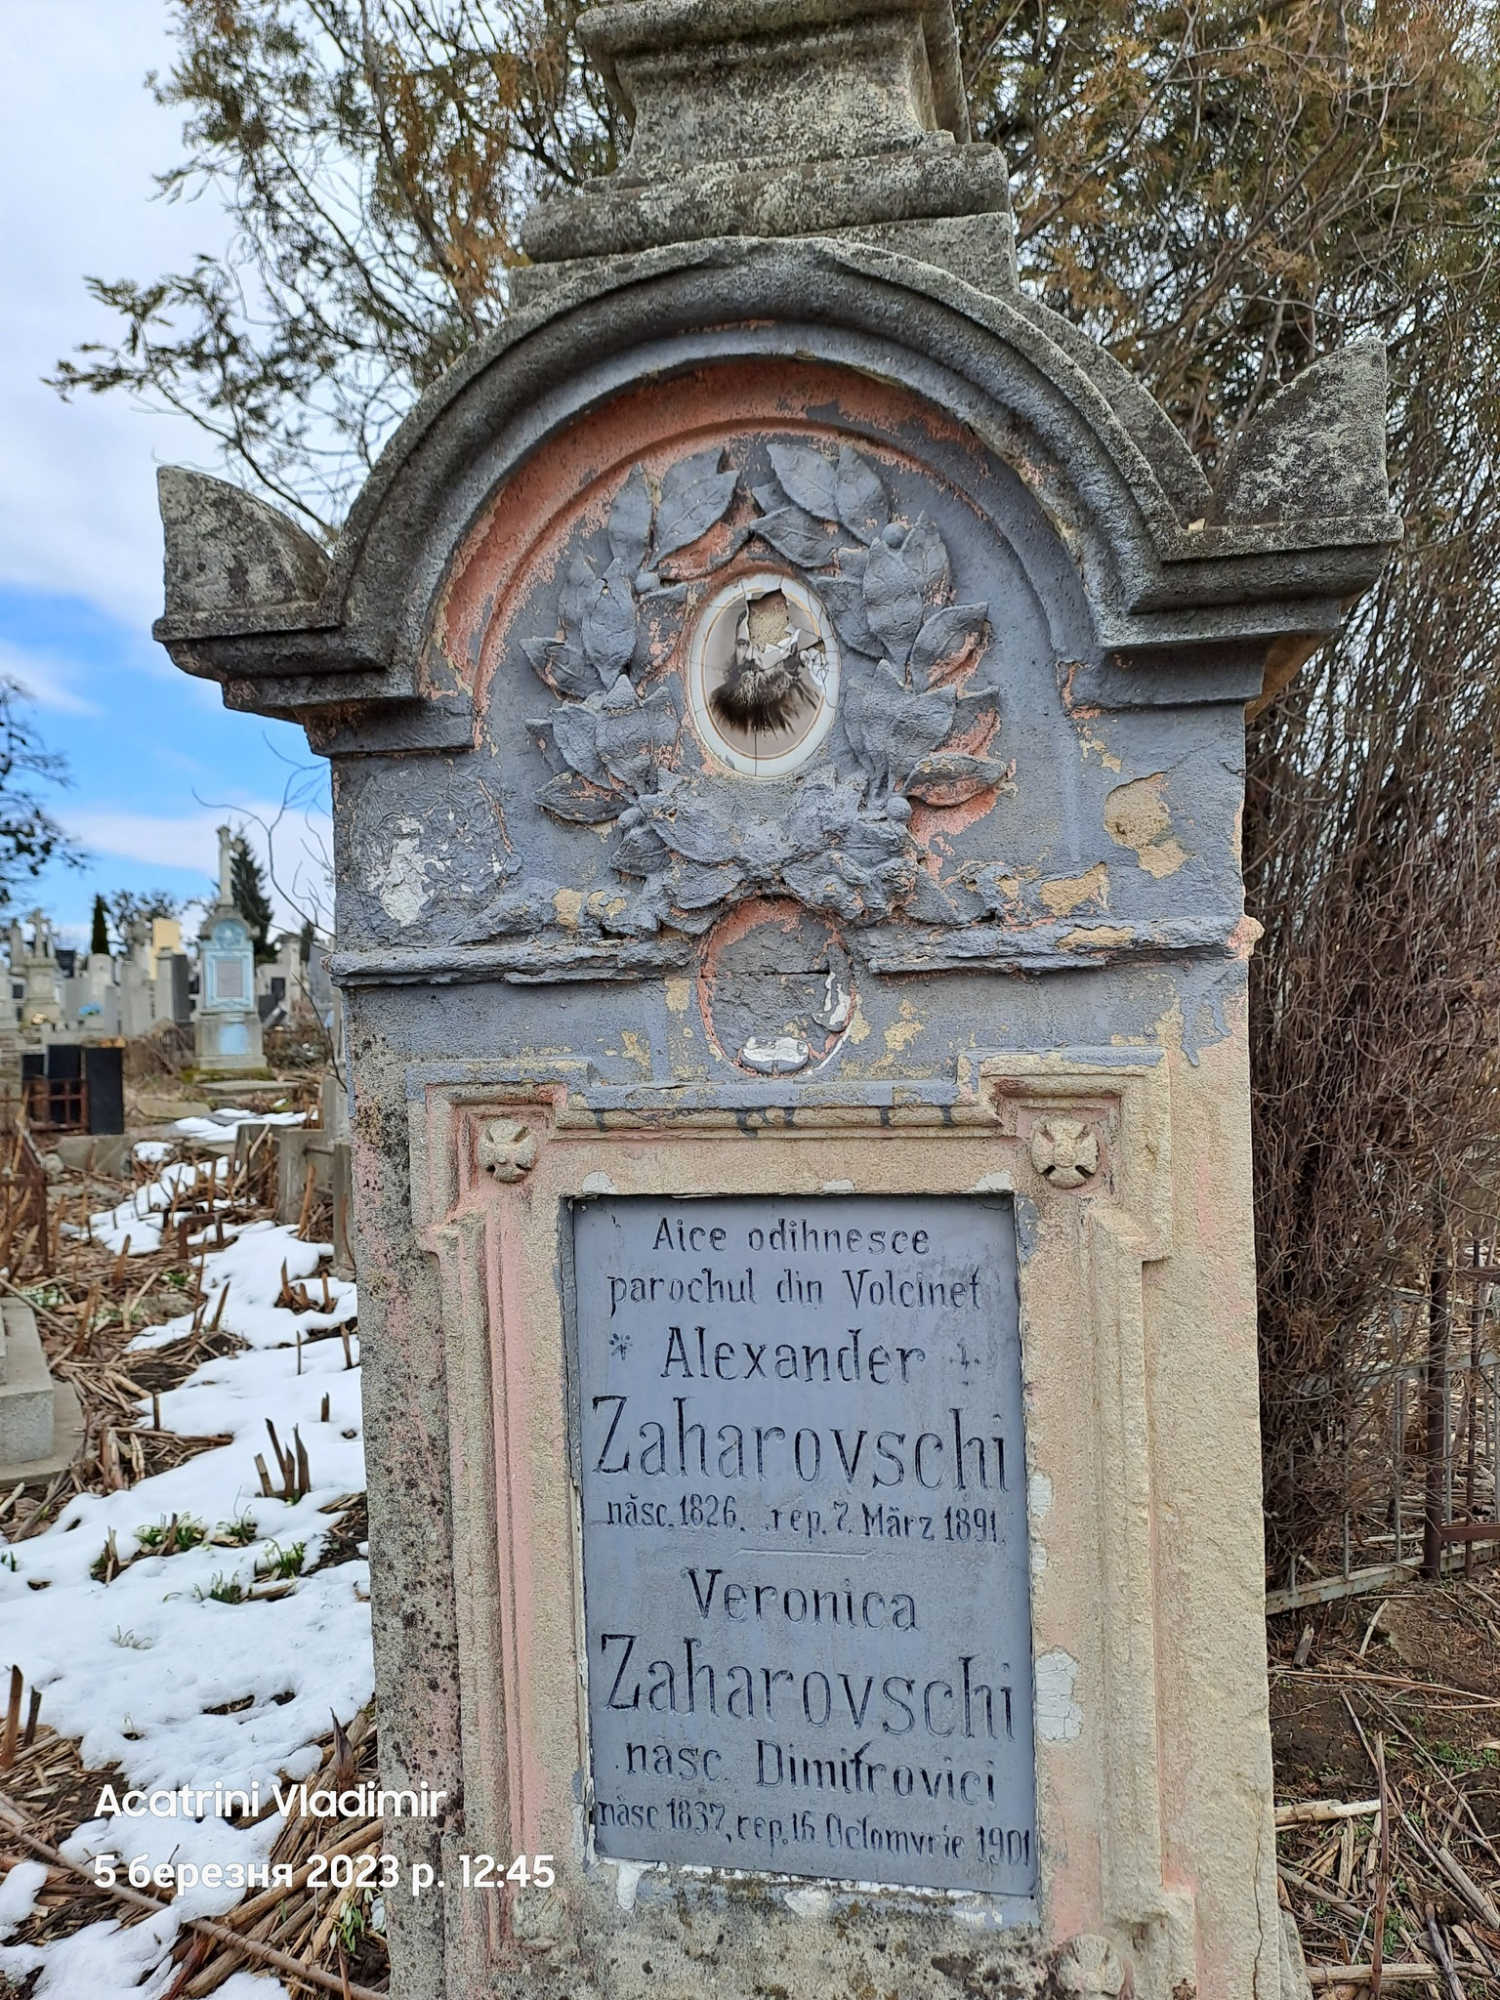 Aice odihnesce
parochul din Volcineț
* Alexander +
Zaharovschi
născ. 1826. rep. 7. März 1891.
Veronica
Zaharovschi
nasc. Dimitrovici
născ. 1837, rep. 16. Octomvrie 1901
Acatrini Vladimir
5 березня 2023 р. 12:45